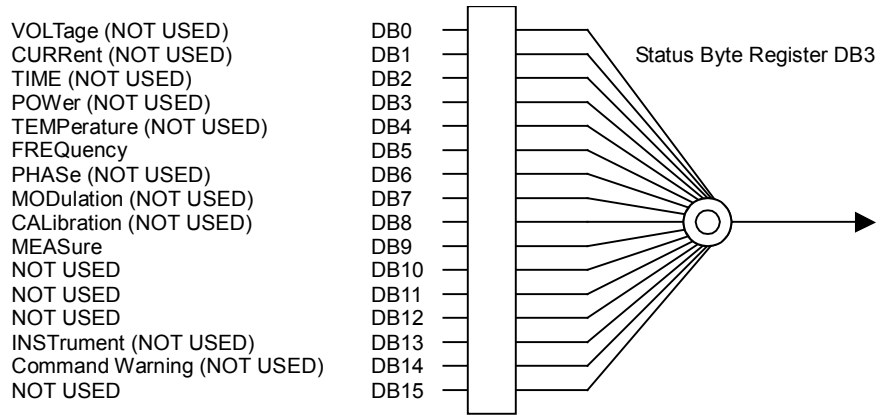 VOLTage (NOT USED) DB0
CURRent (NOT USED) DB1 Status Byte Register DB3
TIME (NOT USED) DB2
POWer (NOT USED) DB3
TEMPerature (NOT USED) DB4
FREQuency DB5
PHASe (NOT USED) DB6
MODulation (NOT USED) DB7
CALibration (NOT USED) DB8
MEASure DB9
NOT USED DB10
NOT USED DB11
NOT USED DB12
INSTrument (NOT USED) DB13
Command Warning (NOT USED) DB14
NOT USED DB15